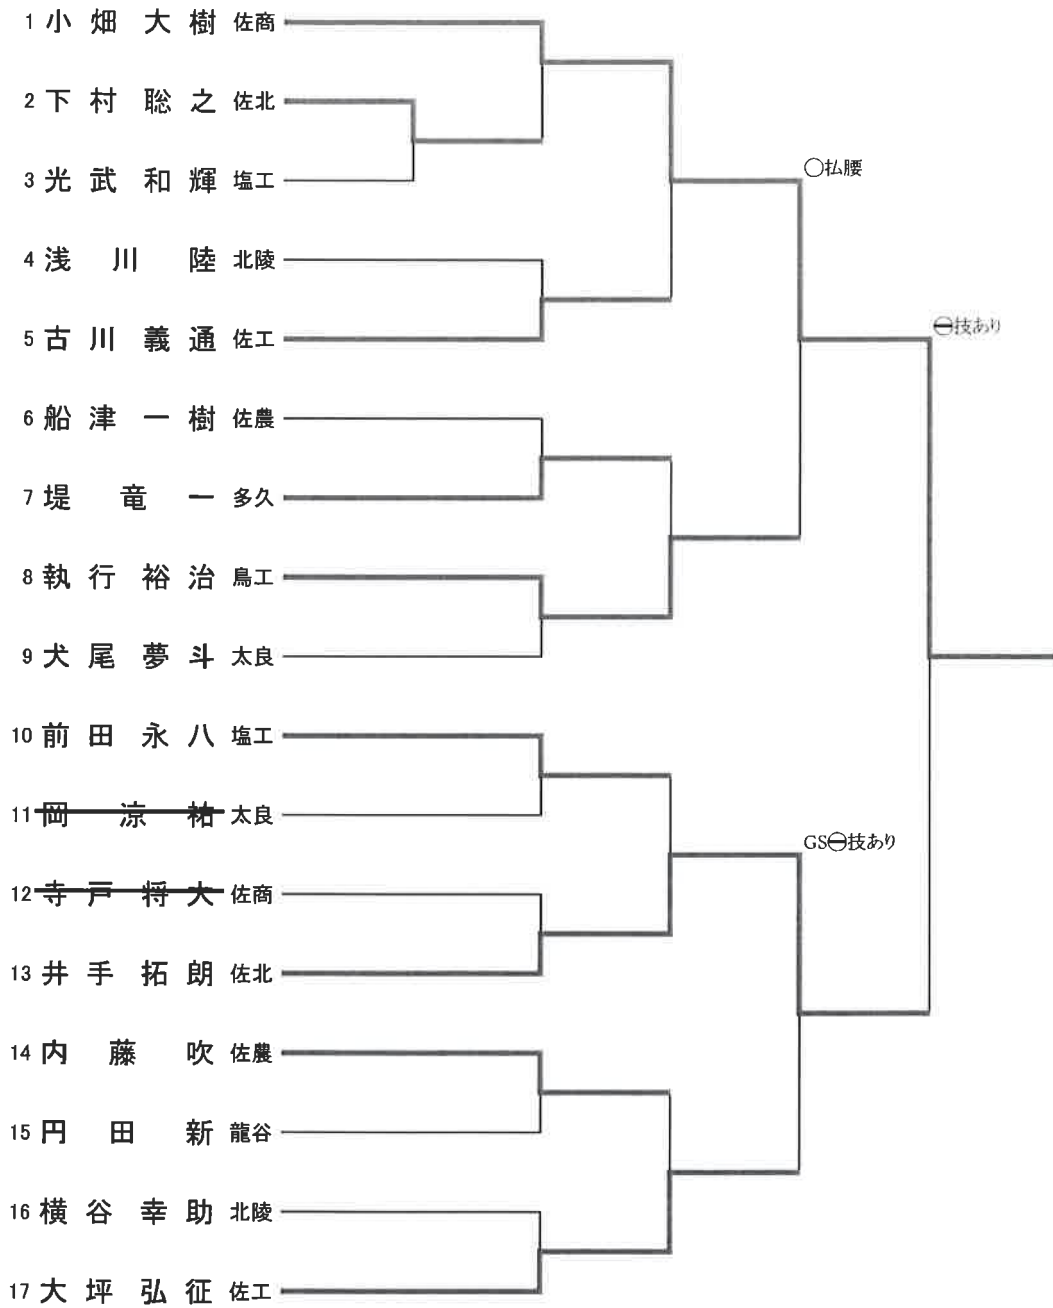 1 小畑大樹 佐商
2 下村聡之 佐北
3 光武和輝 塩工
○払腰
4 浅川陸 北陵
5 古川義通 佐工
⊖技あり
6 船津一樹 佐農
7 堤竜一 多久
8 執行裕治 鳥工
9 犬尾夢斗 太良
10 前田永八 塩工
11 岡涼祐 太良
GS⊖技あり
12 寺戸将大 佐商
13 井手拓朗 佐北
14 内藤吹 佐農
15 円田新 龍谷
16 横谷幸助 北陵
17 大坪弘征 佐工